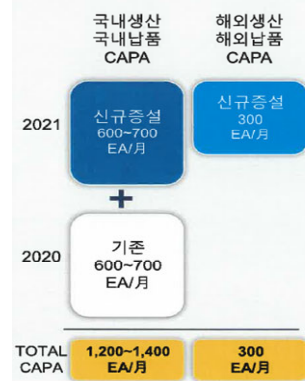 국내생산 해외생산
국내납품 해외납품
CAPA CAPA
2021
신규증설
600~700
EA/月
신규증설
300
EA/月
+
2020
기존
600~700
EA/月
TOTAL
CAPA
1,200~1,400
EA/月
300
EA/月